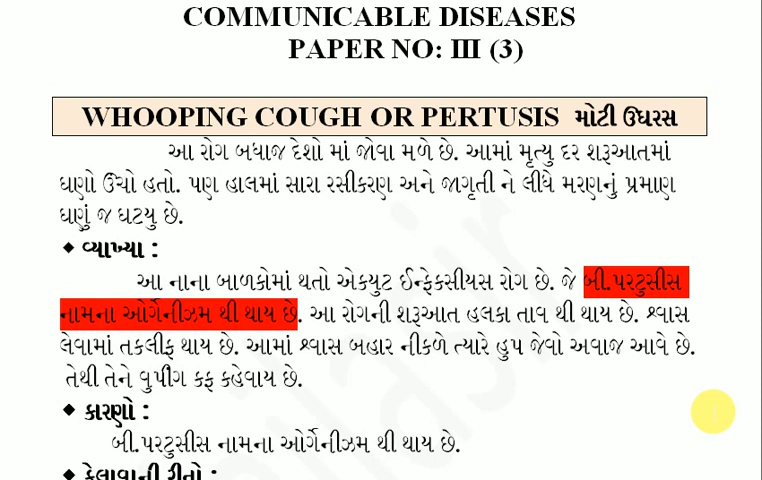 COMMUNICABLE DISEASES
PAPER NO: III (3)
WHOOPING COUGH OR PERTUSIS મોટી ઉધરસ
આ રોગ બધાજ દેશો માં જોવા મળે છે. આમાં મૃત્યુ દર શરૂઆતમાં
ઘણો ઉંચો હતો. પણ હાલમાં સારા રસીકરણ અને જાગૃતી ને લીધે મરણનું પ્રમાણ
ઘણું જ ઘટયુ છે.
◆ વ્યાખ્યા :
આ નાના બાળકોમાં થતો એકયુટ ઈન્ફેકસીયસ રોગ છે. જે બી.પરટુસીસ
નામના ઓર્ગેનીઝમ થી થાય છે. આ રોગની શરૂઆત હલકા તાવ થી થાય છે. શ્વાસ
લેવામાં તકલીફ થાય છે. આમાં શ્વાસ બહાર નીકળે ત્યારે હુપ જેવો અવાજ આવે છે.
તેથી તેને વુપીંગ કફ કહેવાય છે.
◆ કારણો :
બી.પરટુસીસ નામના ઓર્ગેનીઝમ થી થાય છે.
◆ ફેલાવાની રીતો :